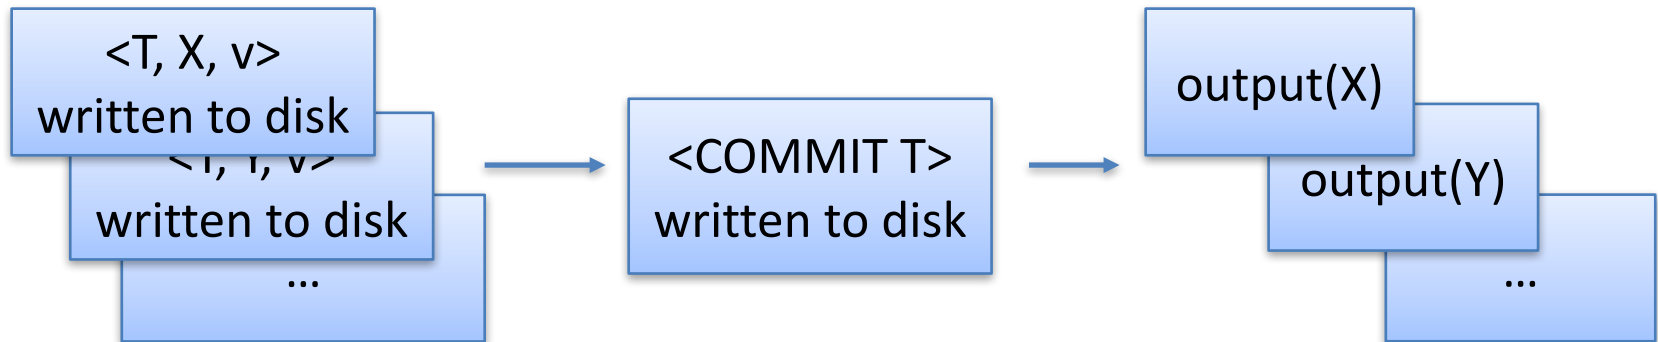 <T, X, v>
written to disk
<T, Y, v>
written to disk
...
<COMMIT T>
written to disk
output(X)
output(Y)
...